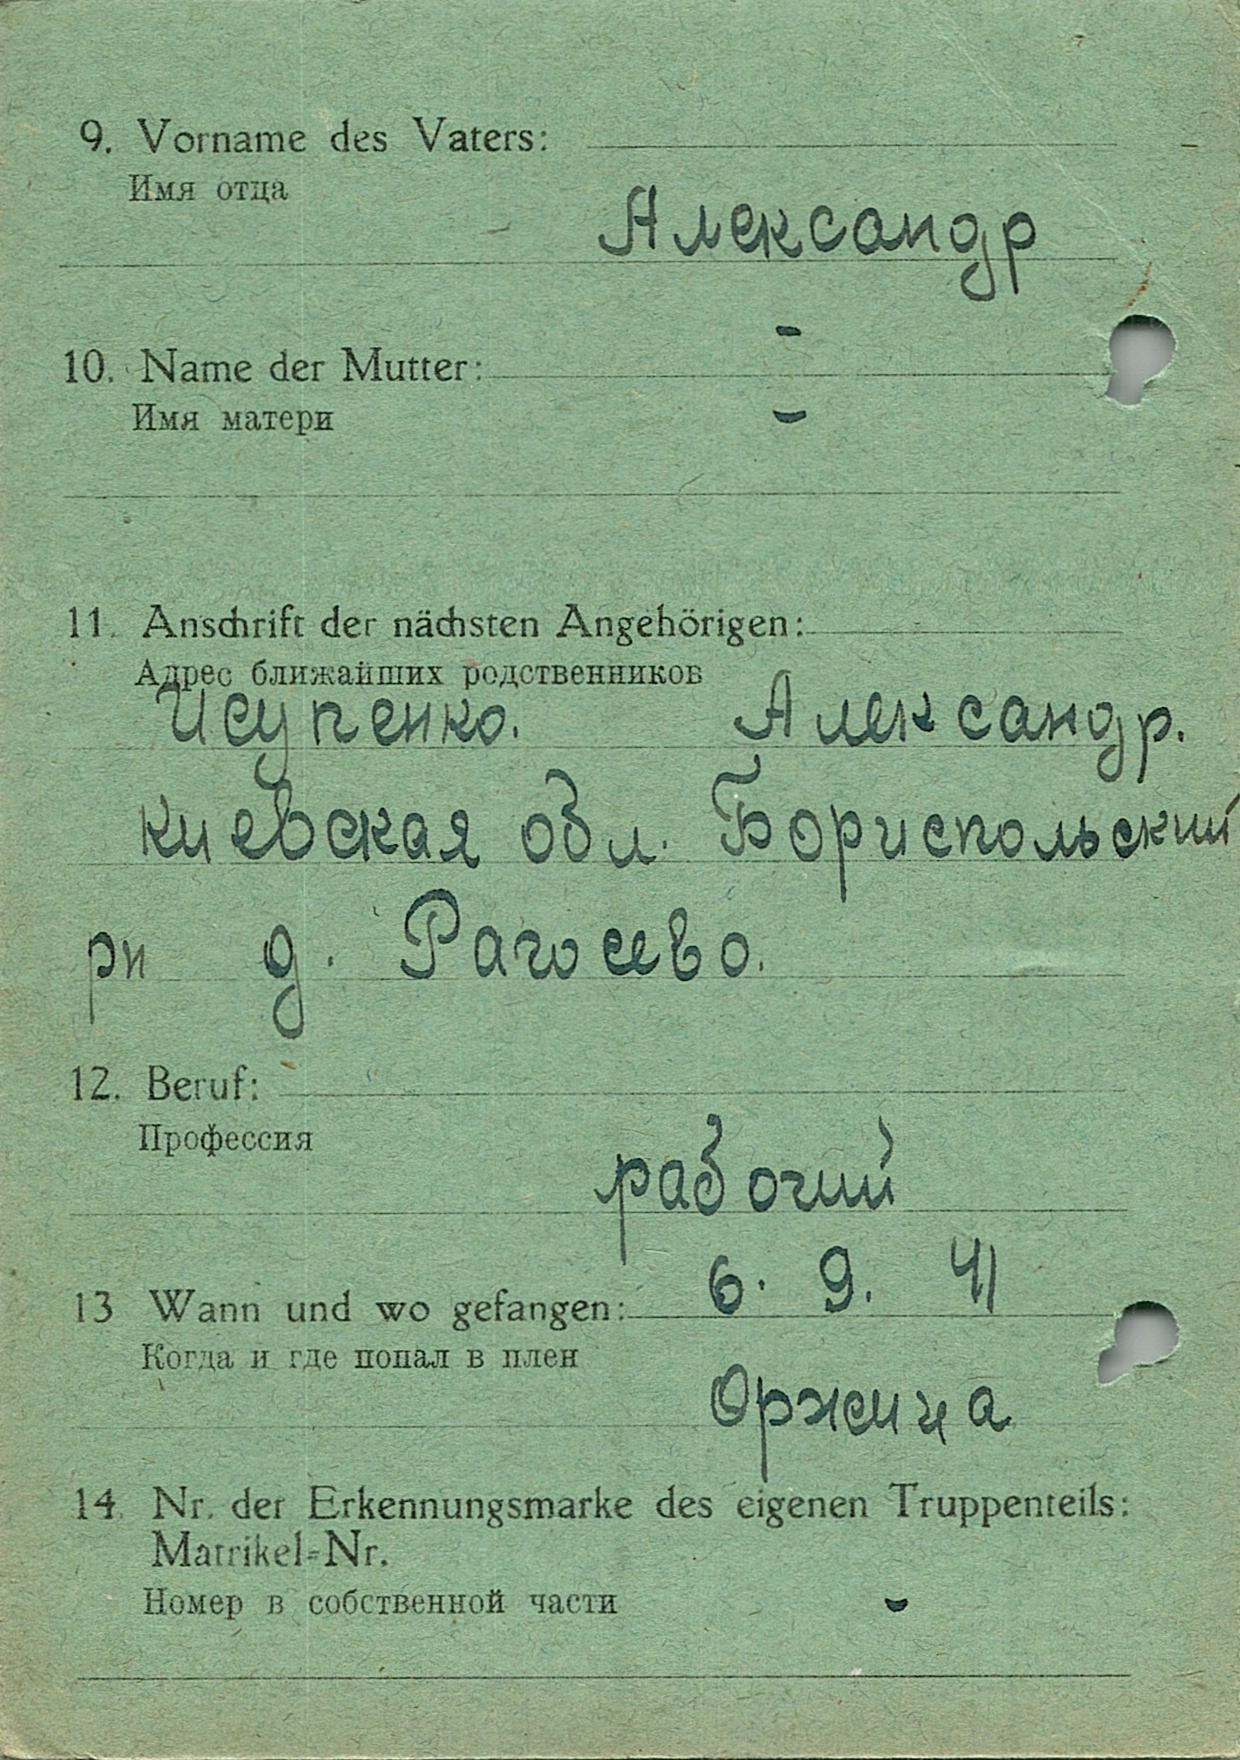 9. Vorname des Vaters:
Имя отца
Александр
-
10. Name der Mutter:
Имя матери
-
11. Anschrift der nächsten Angehörigen:
Адрес ближайших родственников
Исупенко. Александр.
киевская обл. Бориспольский
рн д. Рагосево.
12. Beruf:
Профессия
рабочий
6. 9. 41
13 Wann und wo gefangen:
Когда и где попал в плен
Оржица
14. Nr. der Erkennungsmarke des eigenen Truppenteils:
Matrikel-Nr.
Номер в собственной части
-